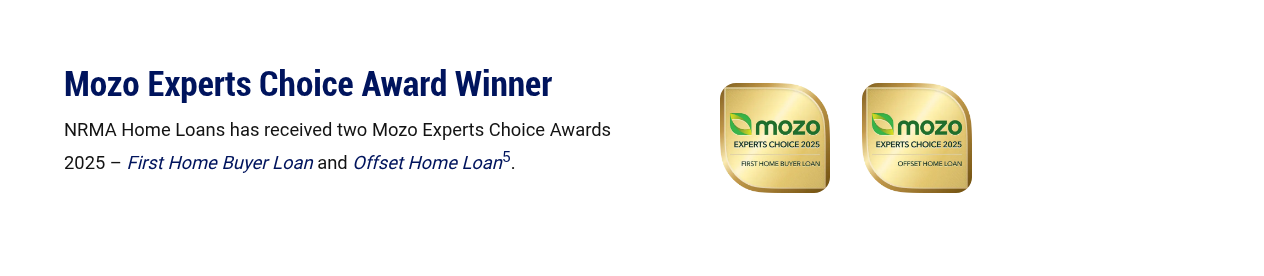 Mozo Experts Choice Award Winner
NRMA Home Loans has received two Mozo Experts Choice Awards
2025 – First Home Buyer Loan and Offset Home Loan5.
mozo
EXPERTS CHOICE 2025
FIRST HOME BUYER LOAN
mozo
EXPERTS CHOICE 2025
OFFSET HOME LOAN